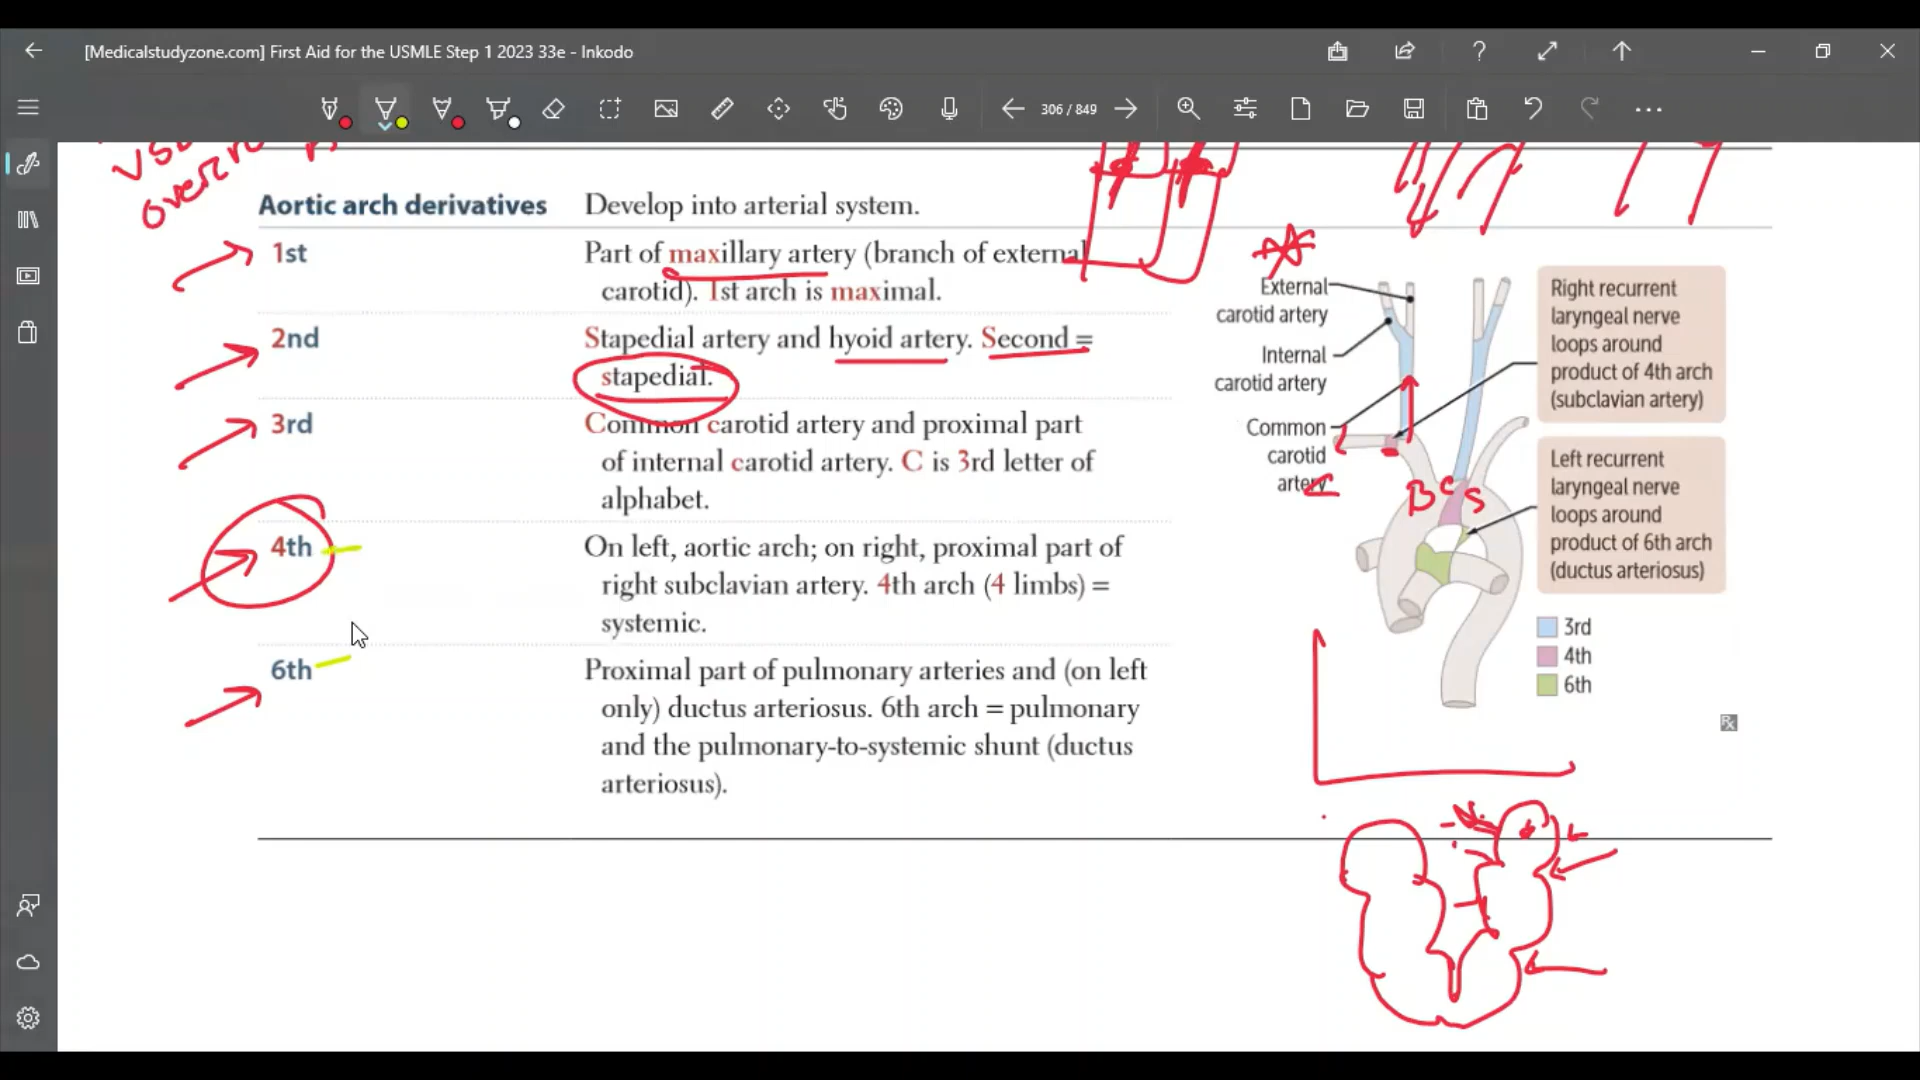 [Medicalstudyzone.com] First Aid for the USMLE Step 1 2023 33e - Inkodo
306 / 849
VS
overr
Aortic arch derivatives Develop into arterial system.
1st Part of maxillary artery (branch of external
carotid). 1st arch is maximal.
2nd Stapedial artery and hyoid artery. Second =
stapedial.
3rd Common carotid artery and proximal part
of internal carotid artery. C is 3rd letter of
alphabet.
4th On left, aortic arch; on right, proximal part of
right subclavian artery. 4th arch (4 limbs) =
systemic.
6th Proximal part of pulmonary arteries and (on left
only) ductus arteriosus. 6th arch = pulmonary
and the pulmonary-to-systemic shunt (ductus
arteriosus).
External
carotid artery
Internal
carotid artery
Common
carotid
artery
B C S
Right recurrent
laryngeal nerve
loops around
product of 4th arch
(subclavian artery)
Left recurrent
laryngeal nerve
loops around
product of 6th arch
(ductus arteriosus)
3rd
4th
6th
Rx